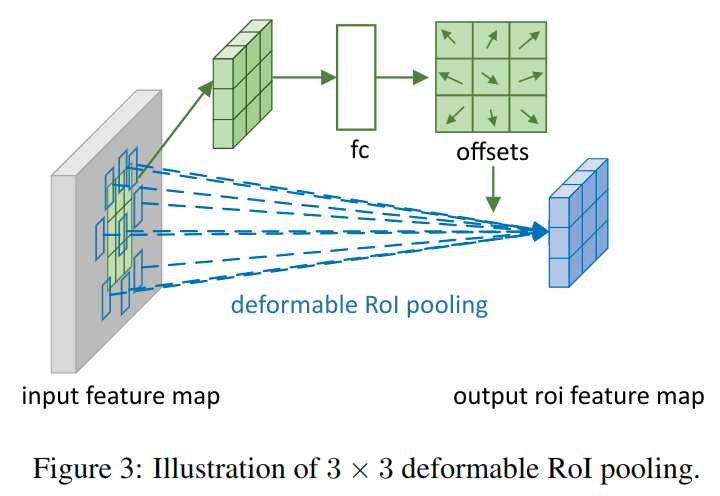 fc
offsets
deformable RoI pooling
input feature map
output roi feature map
Figure 3: Illustration of 3 × 3 deformable RoI pooling.